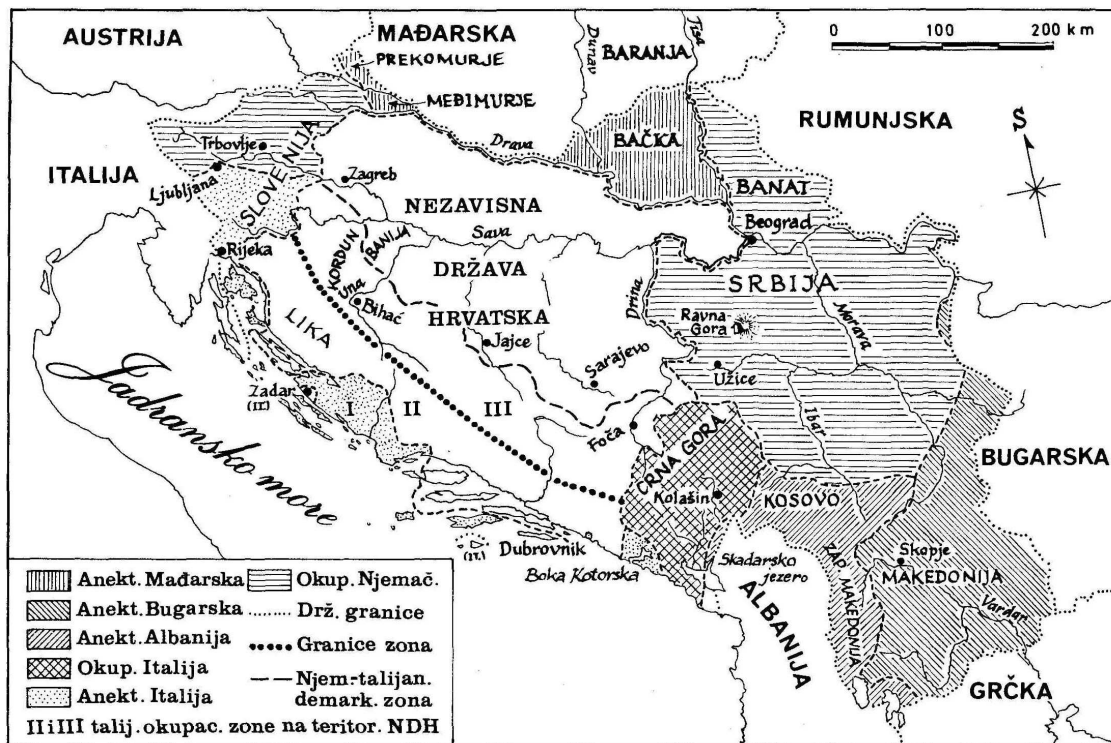 AUSTRIJA
MAĐARSKA
PREKOMURJE
MEĐIMURJE
Dunav
BARANJA
Tisa
0 100 200 km
RUMUNJSKA
S
BAČKA
Drava
Trbovlje
ITALIJA
Ljubljana
SLOVENIJA
Zagreb
BANAT
Beograd
NEZAVISNA
Sava
Rijeka
KORDUN
BANIJA
DRŽAVA
SRBIJA
Drina
Una
Bihać
HRVATSKA
LIKA
Jajce
Ravna
Gora
Morava
Sarajevo
Užice
Jadransko more
Zadar
(IT.)
I
II
III
Foča
CRNA GORA
Ibar
BUGARSKA
Kolašin
KOSOVO
(IT.)
Dubrovnik
Boka Kotorska
Skadarsko
jezero
ALBANIJA
ZAP. MAKEDONIJA
Skopje
MAKEDONIJA
Vardar
GRČKA
Anekt. Mađarska
Anekt. Bugarska
Anekt. Albanija
Okup. Italija
Anekt. Italija
Okup. Njemač.
Drž. granice
Granice zona
Njem-talijan.
demark. zona
II i III talij. okupac. zone na teritor. NDH